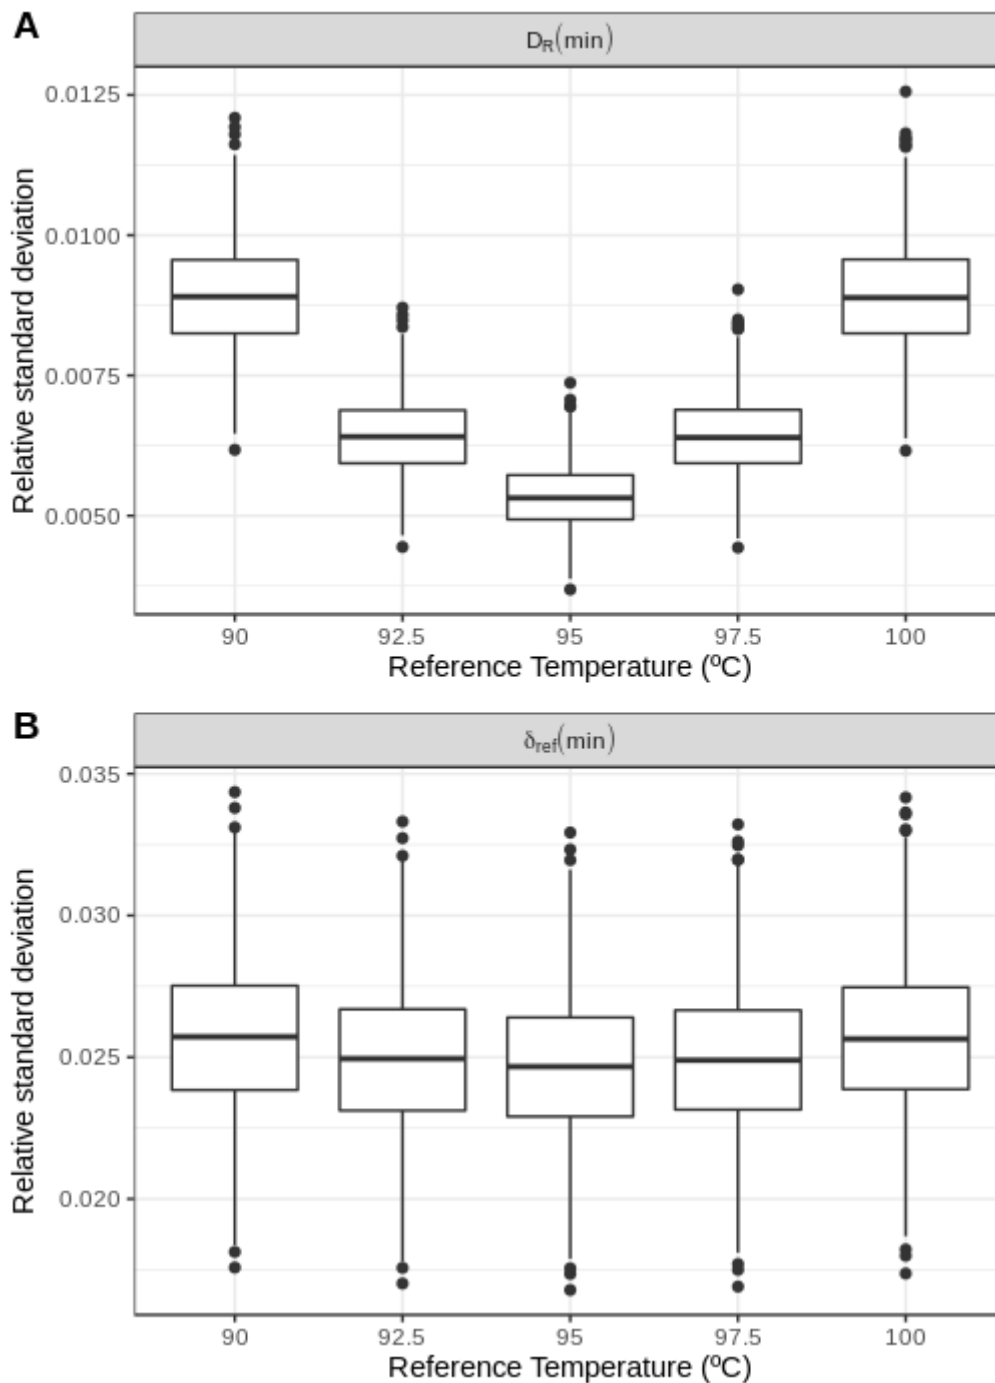 A
D_R(min)
Relative standard deviation
0.0125
0.0100
0.0075
0.0050
90 92.5 95 97.5 100
Reference Temperature (ºC)
B
δ_ref(min)
Relative standard deviation
0.035
0.030
0.025
0.020
90 92.5 95 97.5 100
Reference Temperature (ºC)